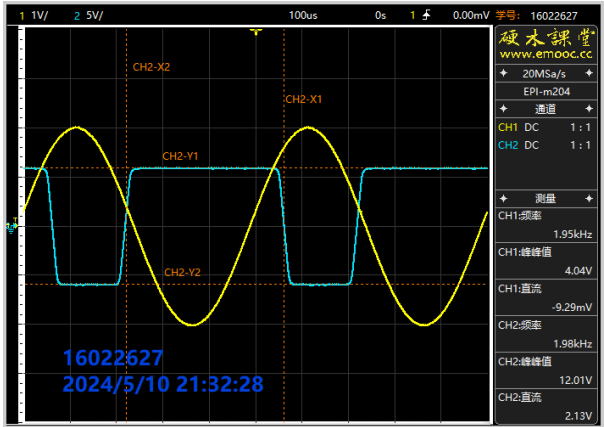 1 1V/ 2 5V/ 100us 0s 1 0.00mV 学号: 16022627
硬木課堂
www.emooc.cc
20MSa/s
EPI-m204
通道
CH1 DC 1:1
CH2 DC 1:1
测量
CH1:频率
1.95kHz
CH1:峰峰值
4.04V
CH1:直流
-9.29mV
CH2:频率
1.98kHz
CH2:峰峰值
12.01V
CH2:直流
2.13V
CH2-X2
CH2-X1
CH2-Y1
CH2-Y2
16022627
2024/5/10 21:32:28